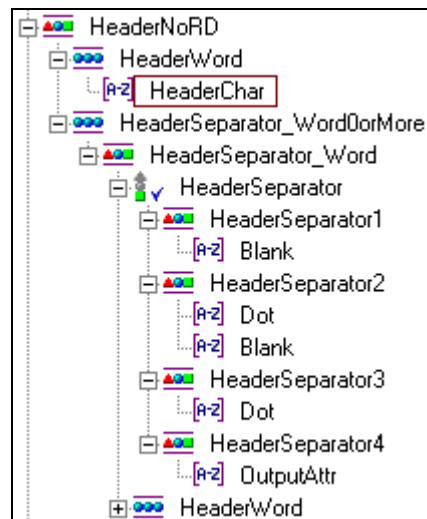 HeaderNoRD
HeaderWord
[A-Z] HeaderChar
HeaderSeparator_Word0orMore
HeaderSeparator_Word
HeaderSeparator
HeaderSeparator1
[A-Z] Blank
HeaderSeparator2
[A-Z] Dot
[A-Z] Blank
HeaderSeparator3
[A-Z] Dot
HeaderSeparator4
[A-Z] OutputAttr
HeaderWord